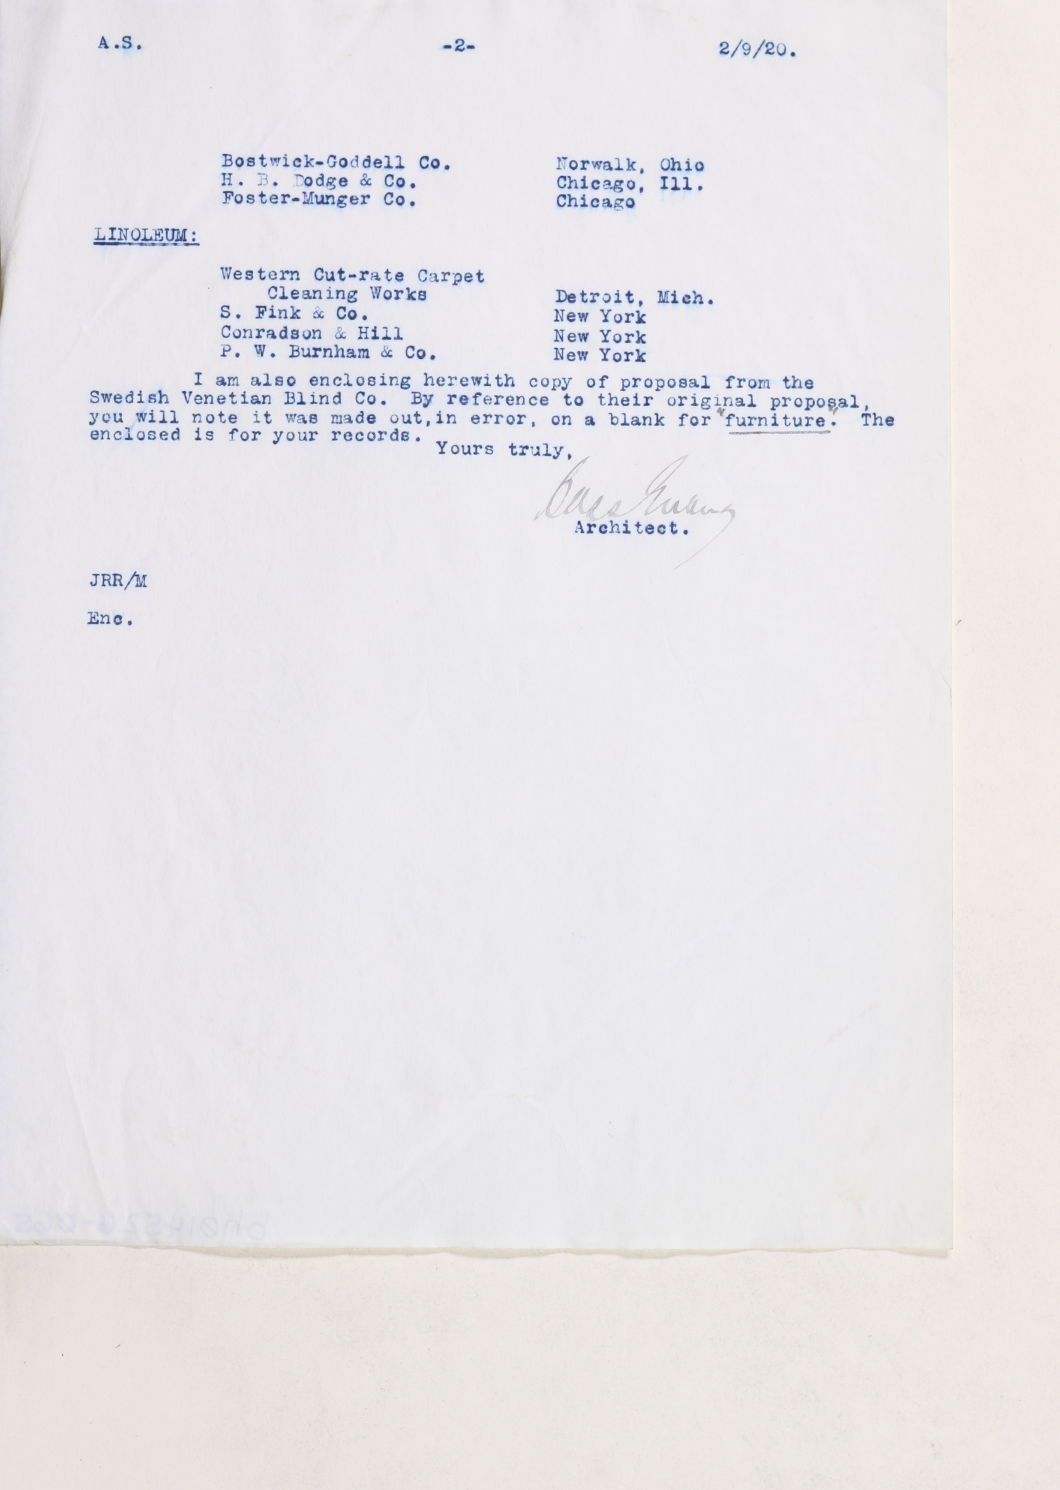 A.S. -2- 2/9/20.
Bostwick-Goddell Co. Norwalk, Ohio
H. B. Dodge & Co. Chicago, Ill.
Foster-Munger Co. Chicago
LINOLEUM:
Western Cut-rate Carpet
Cleaning Works Detroit, Mich.
S. Fink & Co. New York
Conradson & Hill New York
P. W. Burnham & Co. New York
I am also enclosing herewith copy of proposal from the
Swedish Venetian Blind Co. By reference to their original proposal,
you will note it was made out, in error, on a blank for "furniture." The
enclosed is for your records.
Yours truly,
Architect.
JRR/M
Enc.